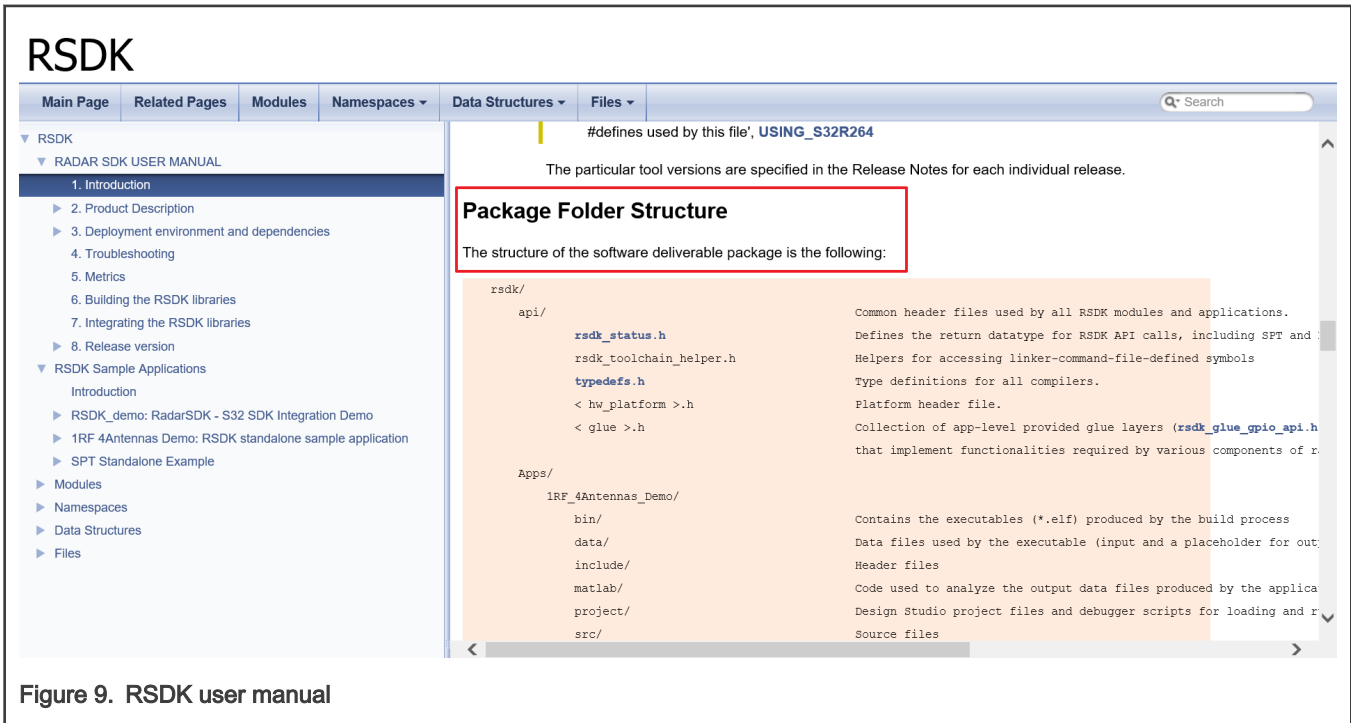 RSDK
Main Page Related Pages Modules Namespaces Data Structures Files Search
RSDK
RADAR SDK USER MANUAL
1. Introduction
2. Product Description
3. Deployment environment and dependencies
4. Troubleshooting
5. Metrics
6. Building the RSDK libraries
7. Integrating the RSDK libraries
8. Release version
RSDK Sample Applications
Introduction
RSDK_demo: RadarSDK - S32 SDK Integration Demo
1RF 4Antennas Demo: RSDK standalone sample application
SPT Standalone Example
Modules
Namespaces
Data Structures
Files
#defines used by this file', USING_S32R264
The particular tool versions are specified in the Release Notes for each individual release.
Package Folder Structure
The structure of the software deliverable package is the following:
rsdk/
api/ Common header files used by all RSDK modules and applications.
rsdk_status.h Defines the return datatype for RSDK API calls, including SPT and
rsdk_toolchain_helper.h Helpers for accessing linker-command-file-defined symbols
typedefs.h Type definitions for all compilers.
< hw_platform >.h Platform header file.
< glue >.h Collection of app-level provided glue layers (rsdk_glue_gpio_api.h
that implement functionalities required by various components of
Apps/
1RF_4Antennas_Demo/
bin/ Contains the executables (*.elf) produced by the build process
data/ Data files used by the executable (input and a placeholder for
include/ Header files
matlab/ Code used to analyze the output data files produced by the
project/ Design Studio project files and debugger scripts for loading and
src/ Source files
Figure 9. RSDK user manual